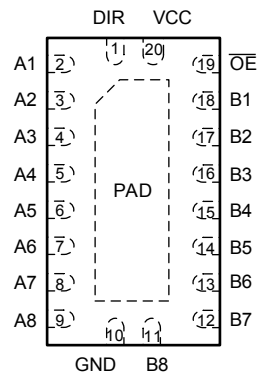 DIR VCC
1 20
A1 2 19 OE
A2 3 18 B1
A3 4 17 B2
A4 5 16 B3
PAD
A5 6 15 B4
A6 7 14 B5
A7 8 13 B6
A8 9 12 B7
10 11
GND B8